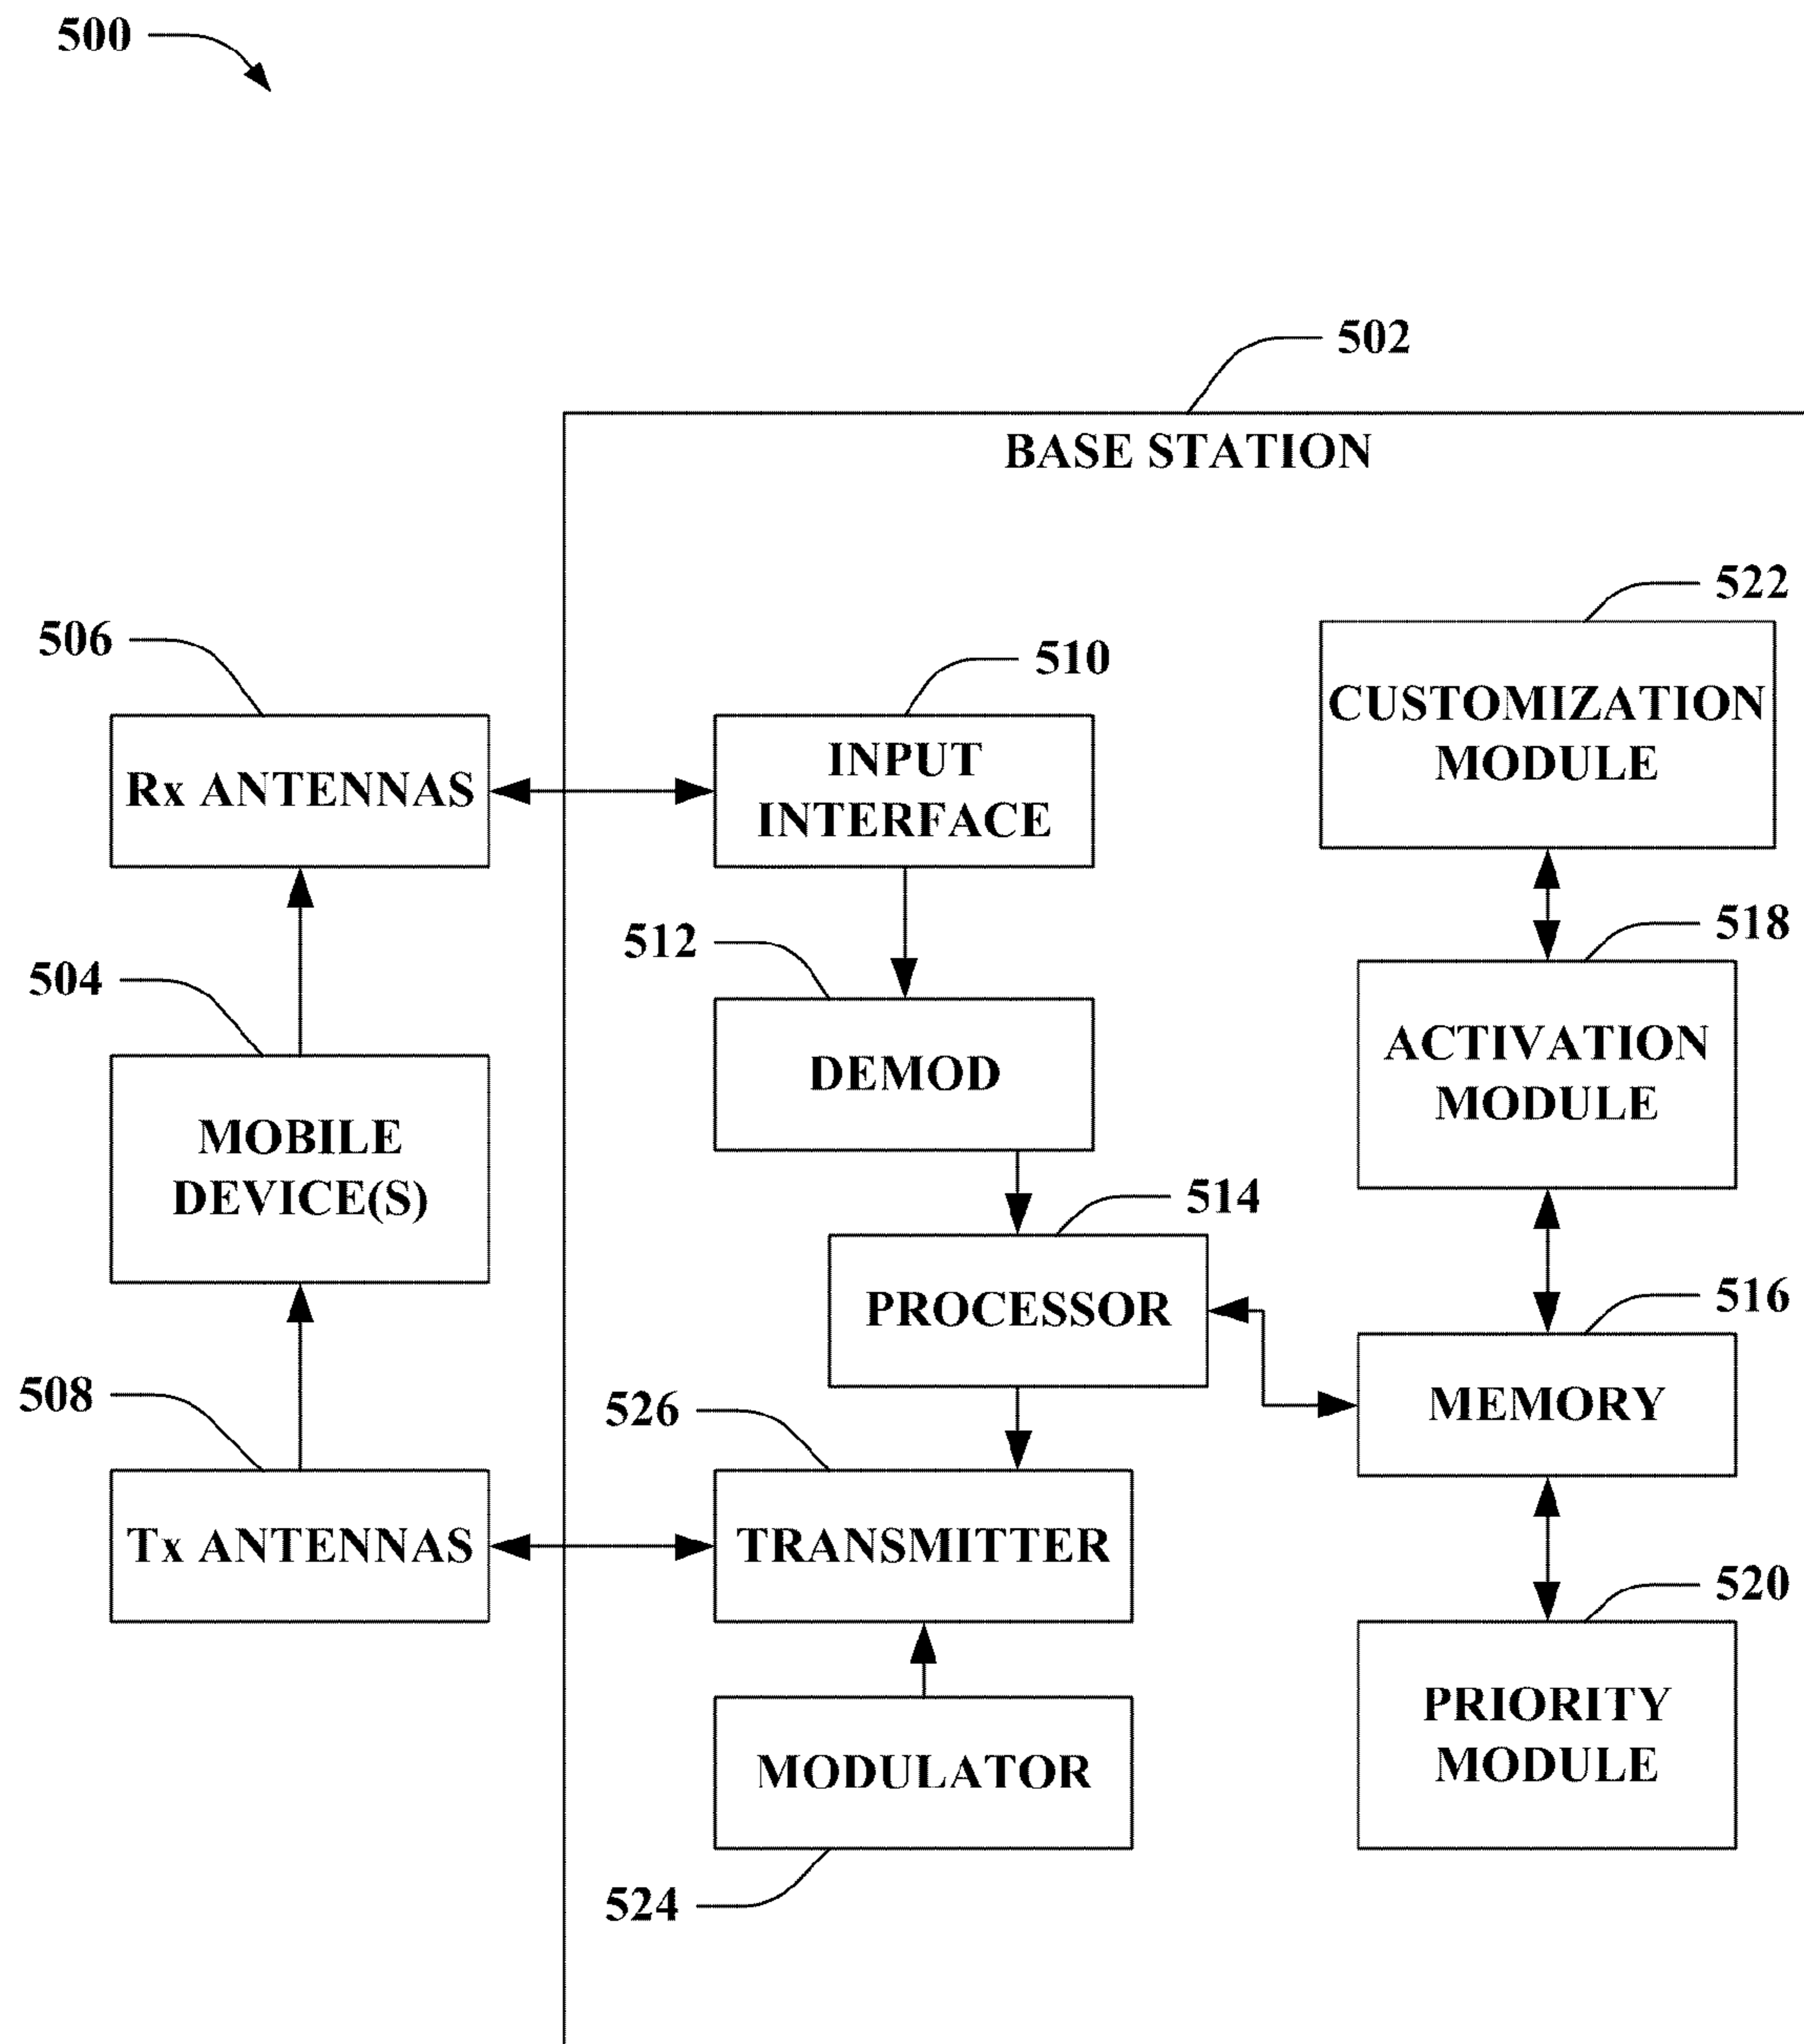 500
502
BASE STATION
522
506
510
CUSTOMIZATION
MODULE
INPUT
INTERFACE
Rx ANTENNAS
518
512
504
ACTIVATION
MODULE
DEMOD
MOBILE
DEVICE(S)
514
516
PROCESSOR
508
526
MEMORY
Tx ANTENNAS
TRANSMITTER
520
PRIORITY
MODULE
MODULATOR
524